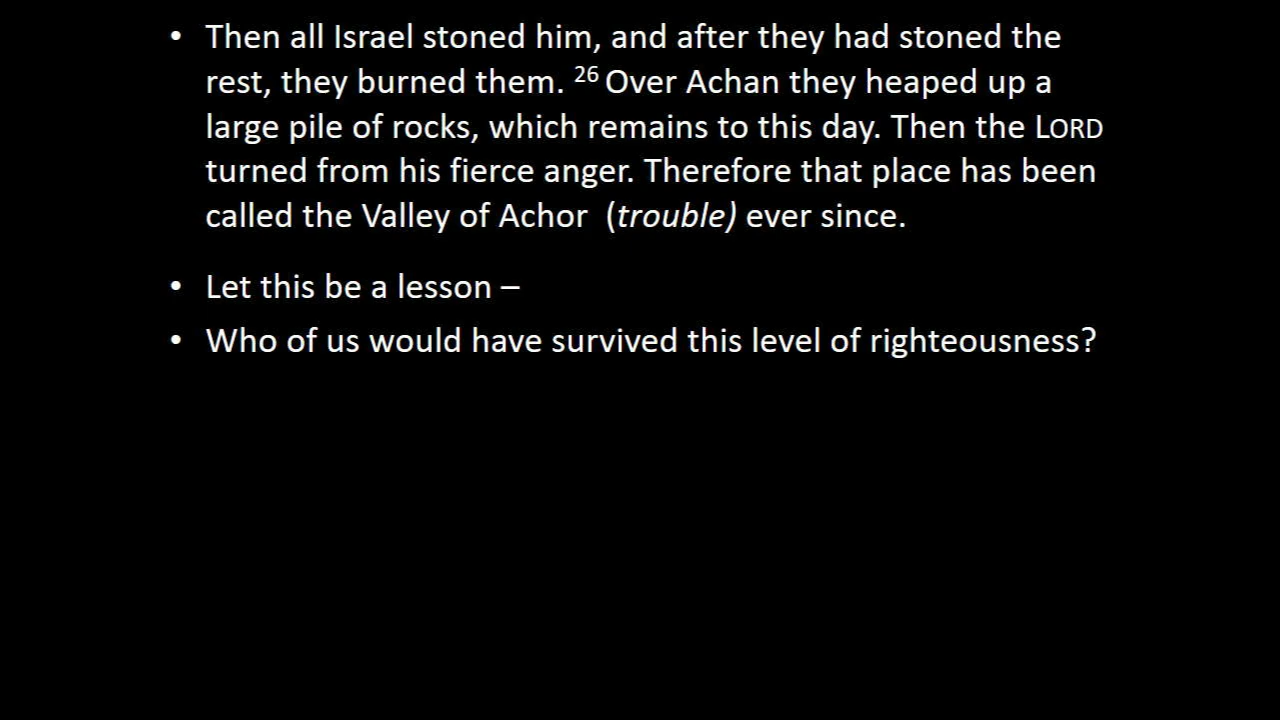 • Then all Israel stoned him, and after they had stoned the
rest, they burned them. 26 Over Achan they heaped up a
large pile of rocks, which remains to this day. Then the LORD
turned from his fierce anger. Therefore that place has been
called the Valley of Achor  (trouble) ever since.
• Let this be a lesson –
• Who of us would have survived this level of righteousness?